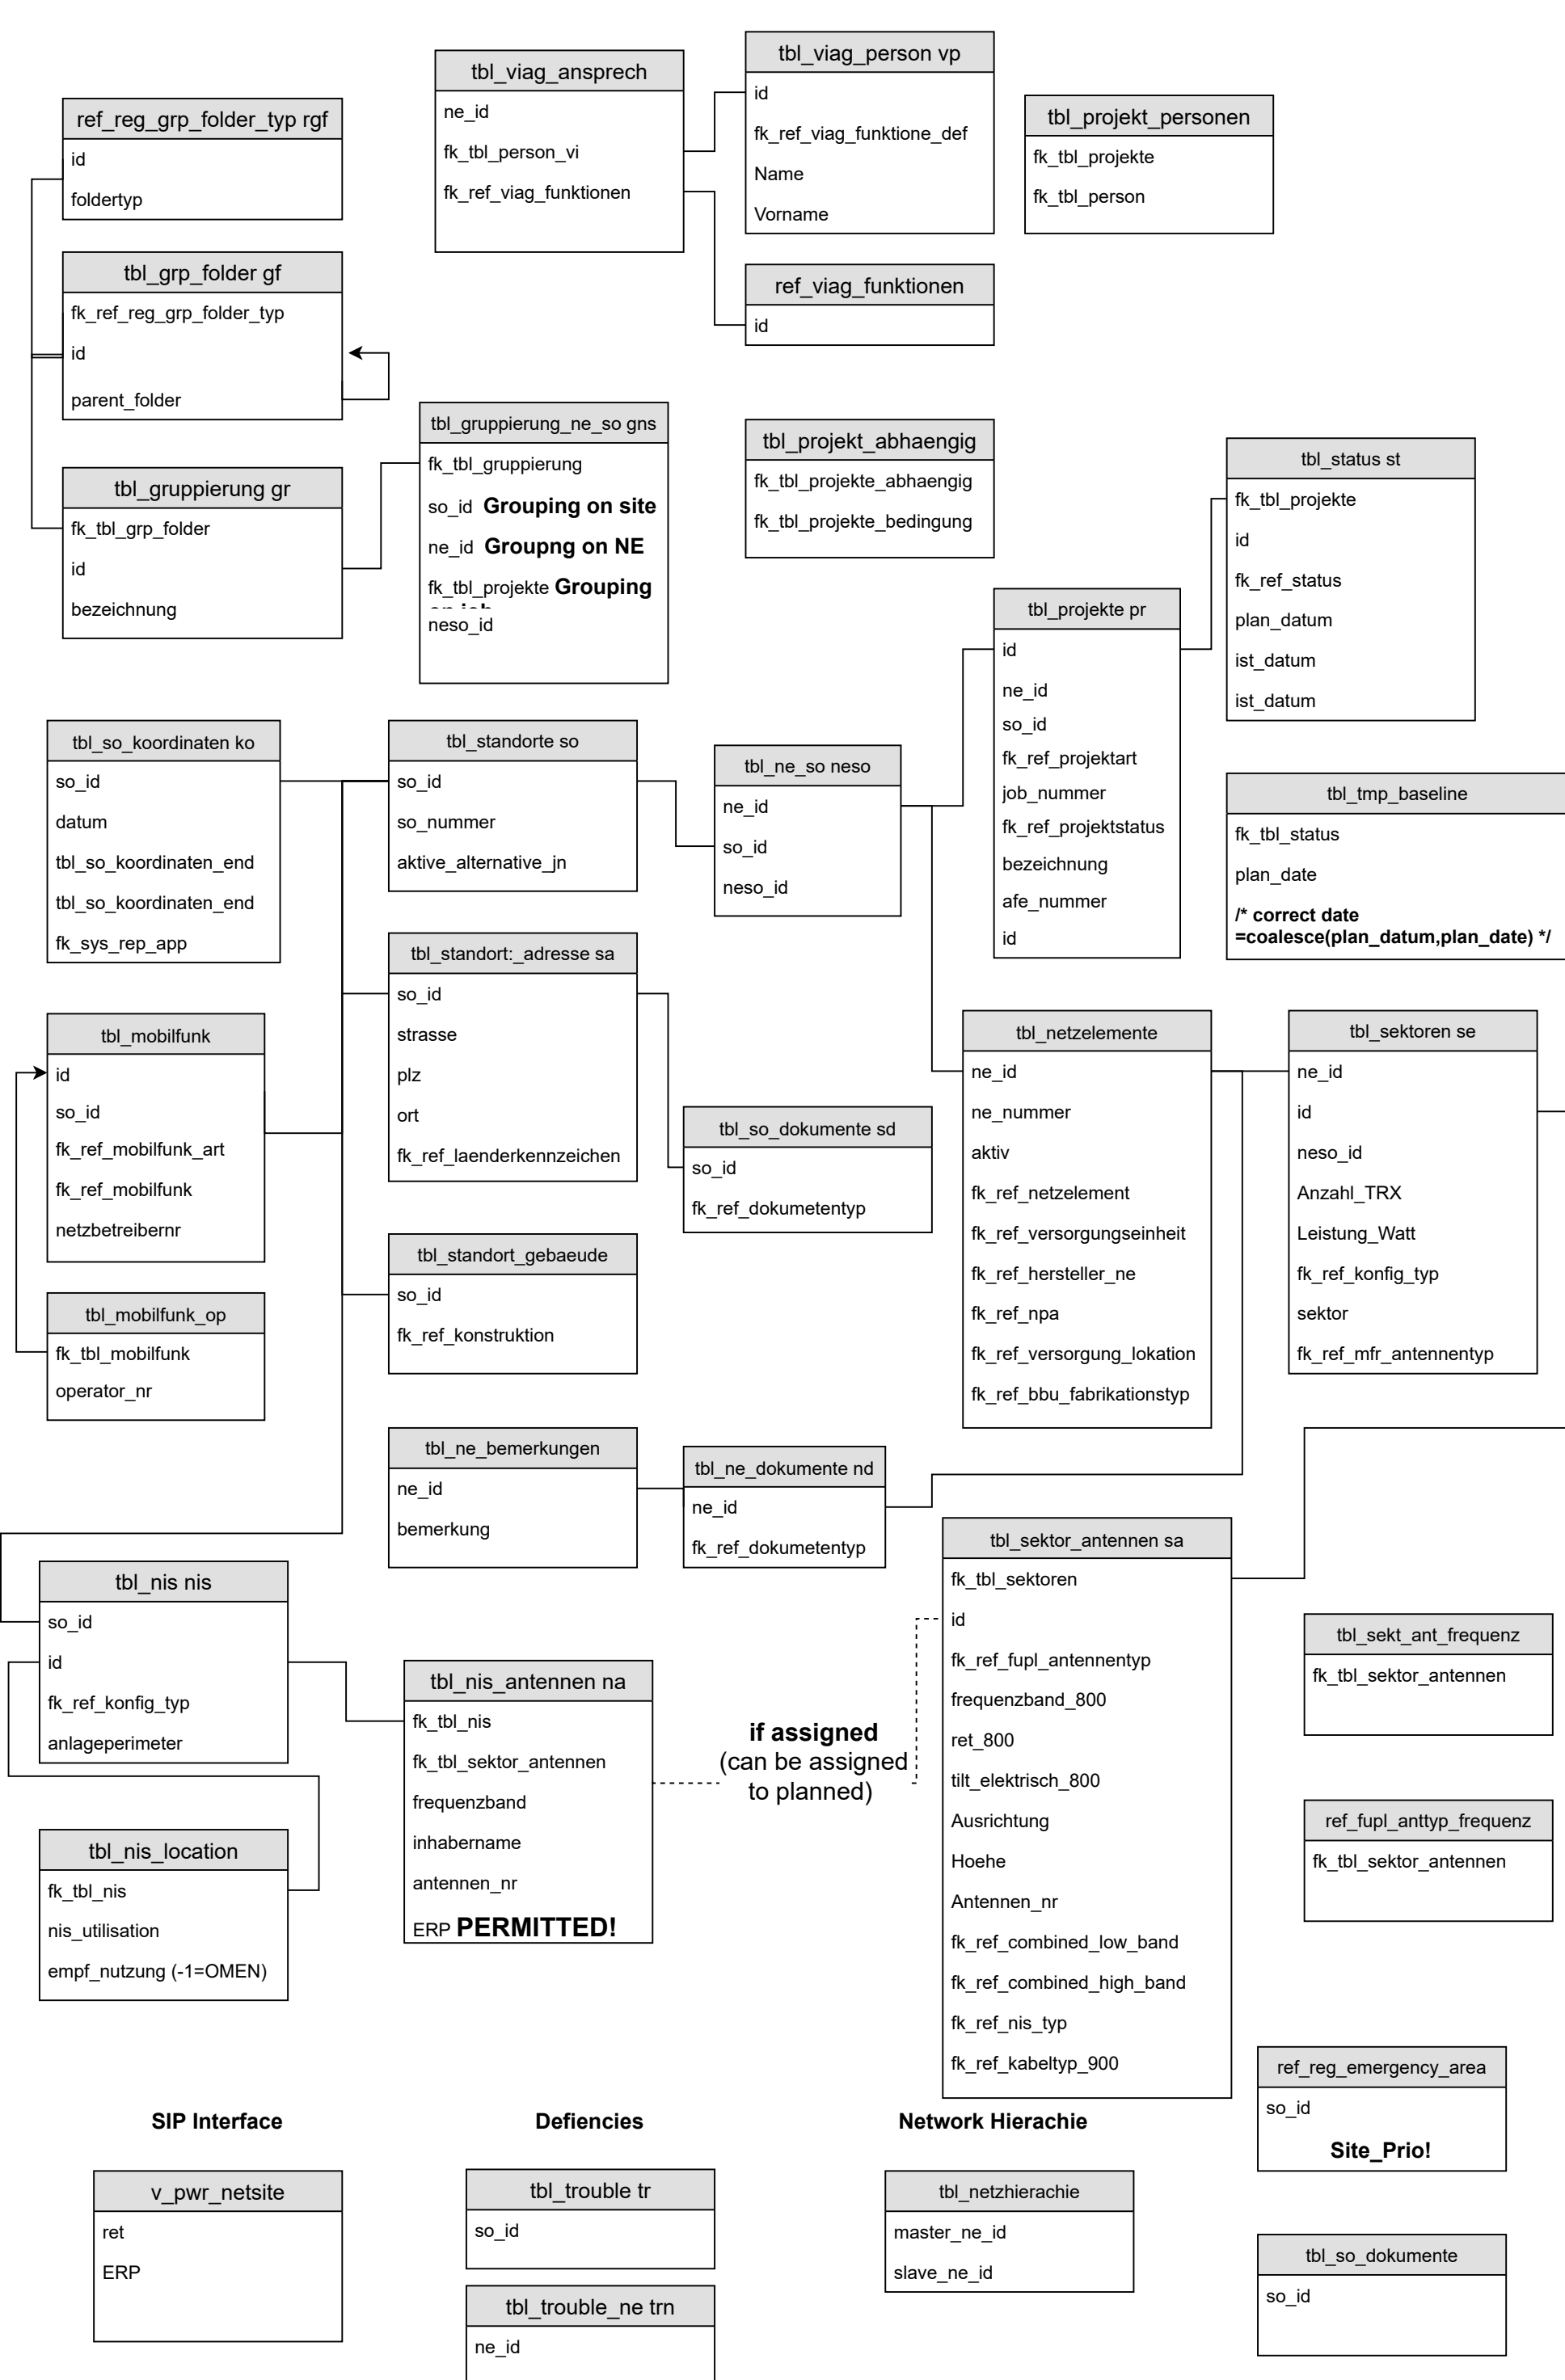 ref_reg_grp_folder_typ rgf
id
foldertyp
tbl_grp_folder gf
fk_ref_reg_grp_folder_typ
id
parent_folder
tbl_gruppierung gr
fk_tbl_grp_folder
id
bezeichnung
tbl_viag_ansprech
ne_id
fk_tbl_person_vi
fk_ref_viag_funktionen
tbl_viag_person vp
id
fk_ref_viag_funktione_def
Name
Vorname
tbl_projekt_personen
fk_tbl_projekte
fk_tbl_person
ref_viag_funktionen
id
tbl_gruppierung_ne_so gns
fk_tbl_gruppierung
so_id Grouping on site
ne_id Groupng on NE
fk_tbl_projekte Grouping
on job
neso_id
tbl_projekt_abhaengig
fk_tbl_projekte_abhaengig
fk_tbl_projekte_bedingung
tbl_status st
fk_tbl_projekte
id
fk_ref_status
plan_datum
ist_datum
ist_datum
tbl_projekte pr
id
ne_id
so_id
fk_ref_projektart
job_nummer
fk_ref_projektstatus
bezeichnung
afe_nummer
id
tbl_so_koordinaten ko
so_id
datum
tbl_so_koordinaten_end
tbl_so_koordinaten_end
fk_sys_rep_app
tbl_standorte so
so_id
so_nummer
aktive_alternative_jn
tbl_ne_so neso
ne_id
so_id
neso_id
tbl_tmp_baseline
fk_tbl_status
plan_date
/* correct date
=coalesce(plan_datum,plan_date) */
tbl_standort:_adresse sa
so_id
strasse
plz
ort
fk_ref_laenderkennzeichen
tbl_mobilfunk
id
so_id
fk_ref_mobilfunk_art
fk_ref_mobilfunk
netzbetreibernr
tbl_mobilfunk_op
fk_tbl_mobilfunk
operator_nr
tbl_so_dokumente sd
so_id
fk_ref_dokumetentyp
tbl_standort_gebaeude
so_id
fk_ref_konstruktion
tbl_netzelemente
ne_id
ne_nummer
aktiv
fk_ref_netzelement
fk_ref_versorgungseinheit
fk_ref_hersteller_ne
fk_ref_npa
fk_ref_versorgung_lokation
fk_ref_bbu_fabrikationstyp
tbl_sektoren se
ne_id
id
neso_id
Anzahl_TRX
Leistung_Watt
fk_ref_konfig_typ
sektor
fk_ref_mfr_antennentyp
tbl_ne_bemerkungen
ne_id
bemerkung
tbl_ne_dokumente nd
ne_id
fk_ref_dokumetentyp
tbl_nis nis
so_id
id
fk_ref_konfig_typ
anlageperimeter
tbl_nis_location
fk_tbl_nis
nis_utilisation
empf_nutzung (-1=OMEN)
tbl_nis_antennen na
fk_tbl_nis
fk_tbl_sektor_antennen
frequenzband
inhabername
antennen_nr
ERP PERMITTED!
if assigned
(can be assigned
to planned)
tbl_sektor_antennen sa
fk_tbl_sektoren
id
fk_ref_fupl_antennentyp
frequenzband_800
ret_800
tilt_elektrisch_800
Ausrichtung
Hoehe
Antennen_nr
fk_ref_combined_low_band
fk_ref_combined_high_band
fk_ref_nis_typ
fk_ref_kabeltyp_900
tbl_sekt_ant_frequenz
fk_tbl_sektor_antennen
ref_fupl_anttyp_frequenz
fk_tbl_sektor_antennen
ref_reg_emergency_area
so_id
Site_Prio!
SIP Interface
v_pwr_netsite
ret
ERP
Defiencies
tbl_trouble tr
so_id
tbl_trouble_ne trn
ne_id
Network Hierachie
tbl_netzhierachie
master_ne_id
slave_ne_id
tbl_so_dokumente
so_id